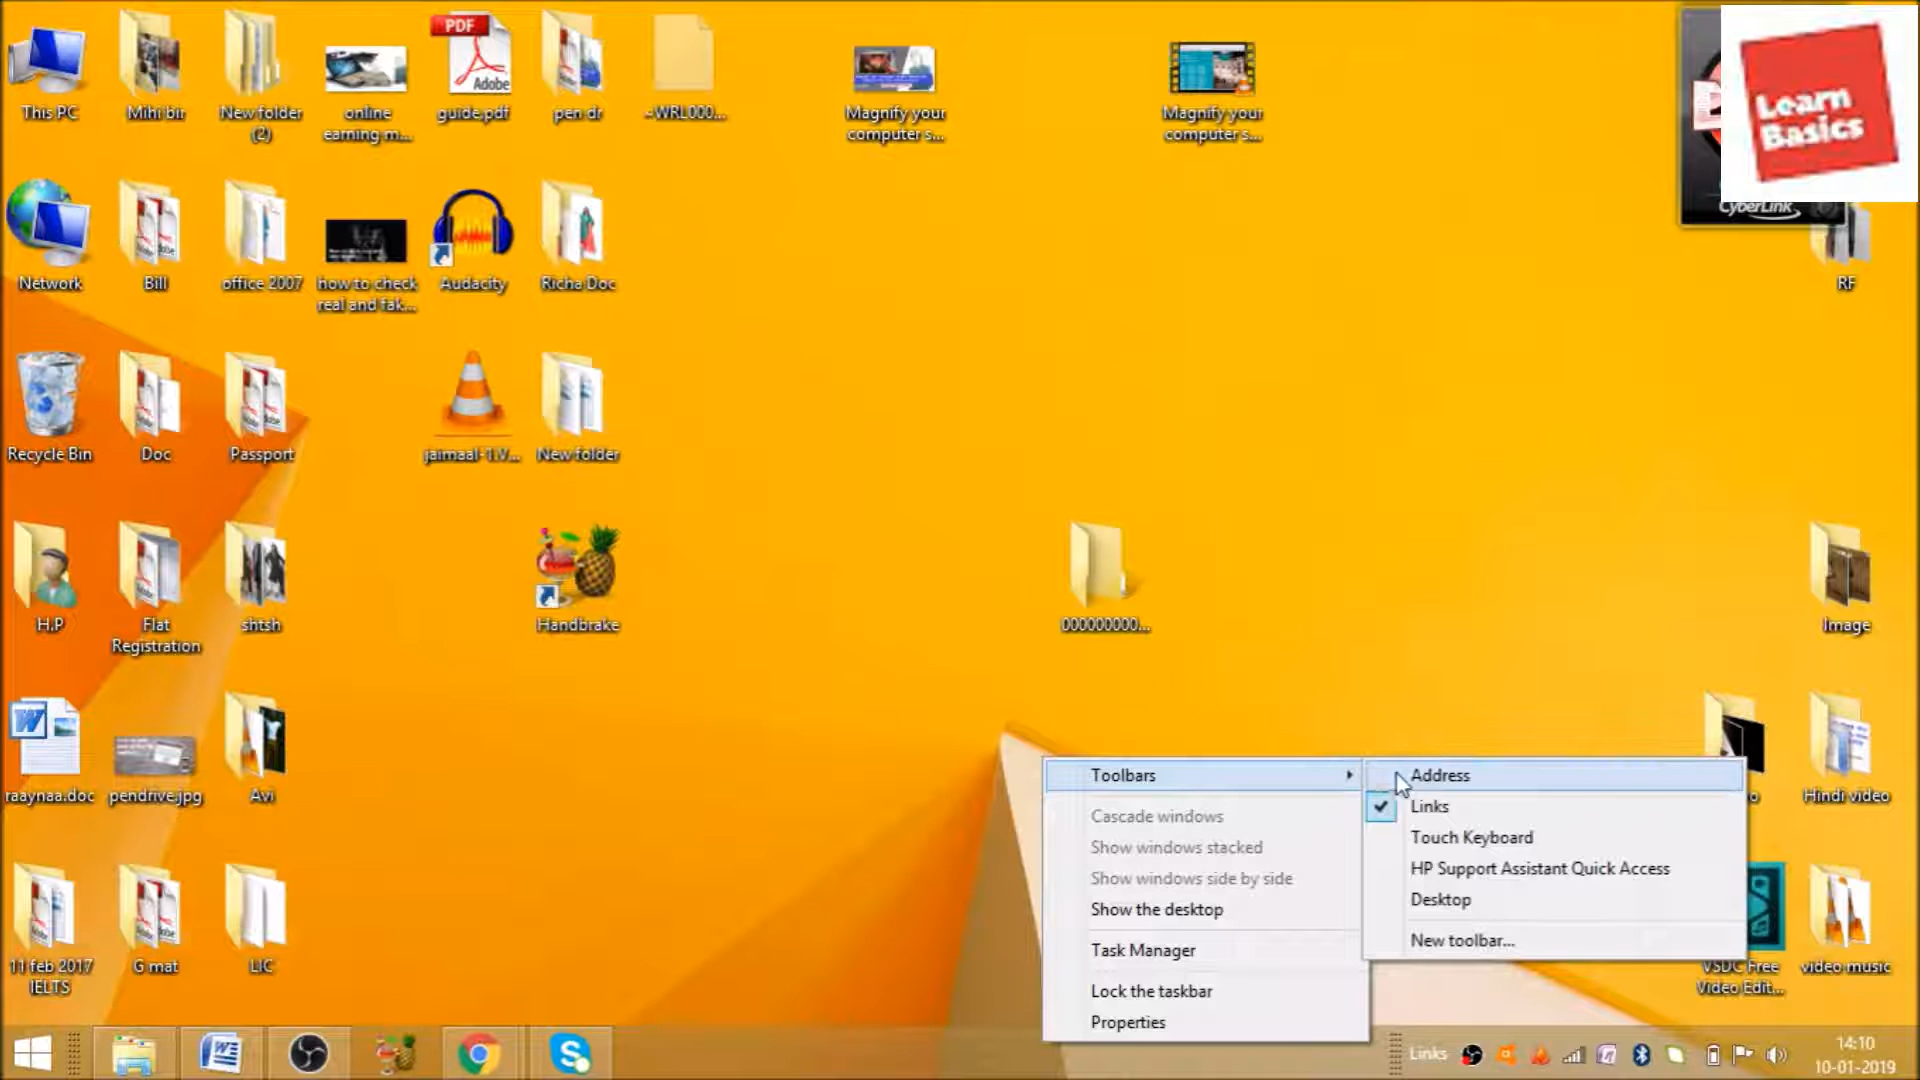 This PC
Mihi bir
New folder
(2)
online
earning m...
PDF
Adobe
guide.pdf
pen dr
~WRL000...
Magnify your
computer s...
Magnify your
computer s...
Learn
Basics
CyberLink
Network
Bill
office 2007
how to check
real and fak...
Audacity
Richa Doc
RF
Recycle Bin
Doc
Passport
jaimaal-1.V...
New folder
H.P
Flat
Registration
shtsh
Handbrake
000000000...
Image
raaynaa.doc
pendrive.jpg
Avi
Hindi video
11 feb 2017
IELTS
G mat
LIC
VSDC Free
Video Edit...
video music
Toolbars
Cascade windows
Show windows stacked
Show windows side by side
Show the desktop
Task Manager
Lock the taskbar
Properties
Address
Links
Touch Keyboard
HP Support Assistant Quick Access
Desktop
New toolbar...
Links
14:10
10-01-2019